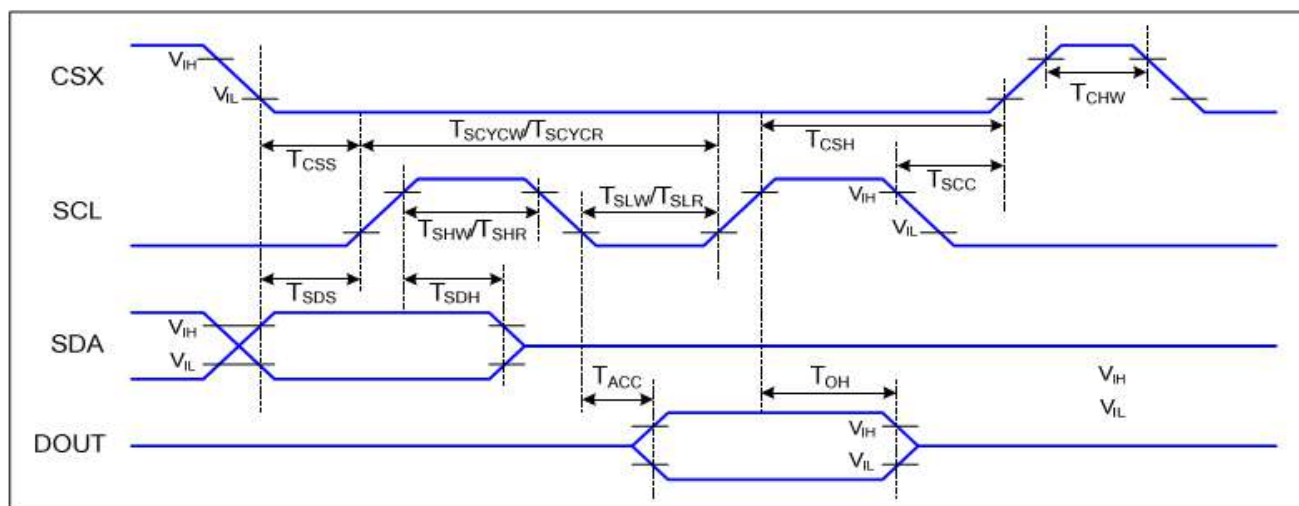 CSX
VIH
VIL
TCHW
TSCYCW/TSCYCR
TCSS
TCSH
TSCC
SCL
TSLW/TSLR
VIH
TSHW/TSHR
VIL
TSDS
TSDH
SDA
VIH
VIL
TACC
TOH
VIH
VIL
DOUT
VIH
VIL